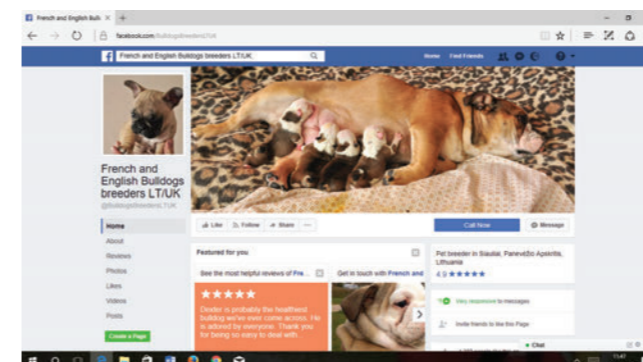 French and English Bulld
facebook.com/BulldogsBreedersLTUK
French and English Bulldogs breeders LT/UK
Home Find Friends
French and
English Bulldogs
breeders LT/UK
@BulldogsBreedersLTUK
Like Follow Share
Call Now
Message
Home
About
Reviews
Photos
Likes
Videos
Posts
Create a Page
Featured for you
See the most helpful reviews of Fre...
Get in touch with French and
Dexter is probably the healthiest
bulldog we've ever come across. He
is adored by everyone. Thank you
for being so easy to deal with...
Pet breeder in Siauliai, Panevėžio Apskritis,
Lithuania
4.9
Very responsive to messages
Invite friends to like this Page
Chat
11:41